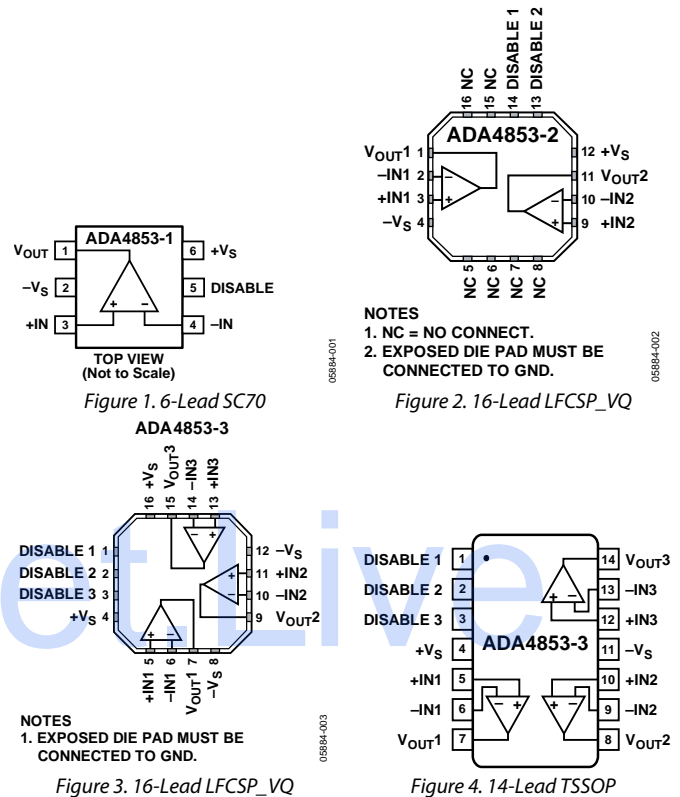 ADA4853-1
VOUT 1
6 +VS
–VS 2
5 DISABLE
+IN 3
+ –
4 –IN
TOP VIEW
(Not to Scale)
05884-001
Figure 1. 6-Lead SC70
16 NC
15 NC
14 DISABLE 1
13 DISABLE 2
ADA4853-2
VOUT1 1
12 +VS
–IN1 2
–
11 VOUT2
+IN1 3
+
–
10 –IN2
–VS 4
+
9 +IN2
NC 5
NC 6
NC 7
NC 8
NOTES
1. NC = NO CONNECT.
2. EXPOSED DIE PAD MUST BE
CONNECTED TO GND.
05884-002
Figure 2. 16-Lead LFCSP_VQ
ADA4853-3
16 +VS
15 VOUT3
14 –IN3
13 +IN3
– +
DISABLE 1 1
12 –VS
DISABLE 2 2
+
11 +IN2
DISABLE 3 3
–
10 –IN2
+VS 4
9 VOUT2
+ –
+IN1 5
–IN1 6
VOUT1 7
–VS 8
NOTES
1. EXPOSED DIE PAD MUST BE
CONNECTED TO GND.
05884-003
Figure 3. 16-Lead LFCSP_VQ
DISABLE 1 1
14 VOUT3
DISABLE 2 2
13 –IN3
+ –
DISABLE 3 3
12 +IN3
+VS 4
ADA4853-3
11 –VS
+IN1 5
10 +IN2
–IN1 6
– +
+ –
9 –IN2
VOUT1 7
8 VOUT2
Figure 4. 14-Lead TSSOP
et.Live